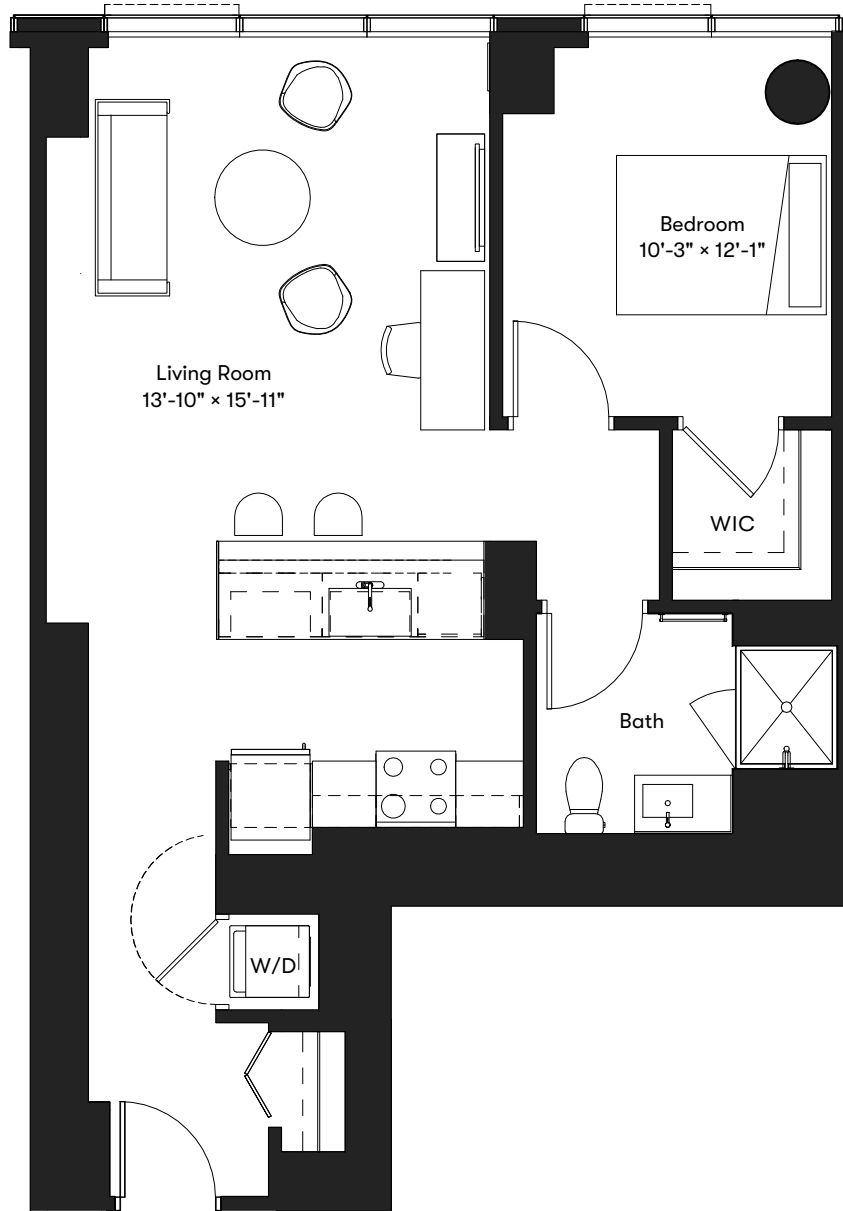 Bedroom
10'-3" × 12'-1"
Living Room
13'-10" × 15'-11"
WIC
Bath
W/D